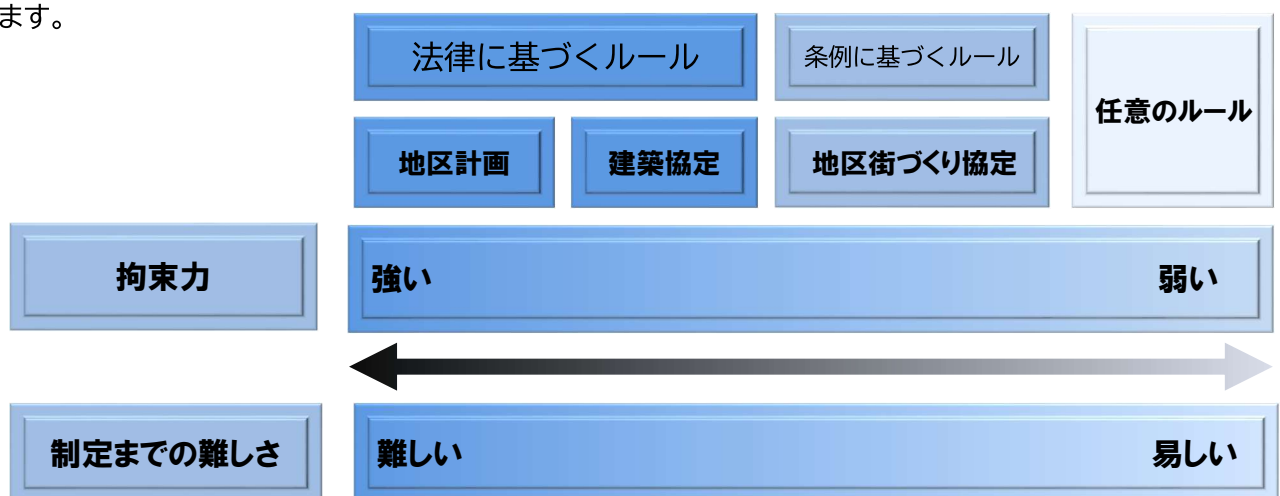 ます。
法律に基づくルール
条例に基づくルール
任意のルール
地区計画
建築協定
地区街づくり協定
拘束力
強い
弱い
制定までの難しさ
難しい
易しい